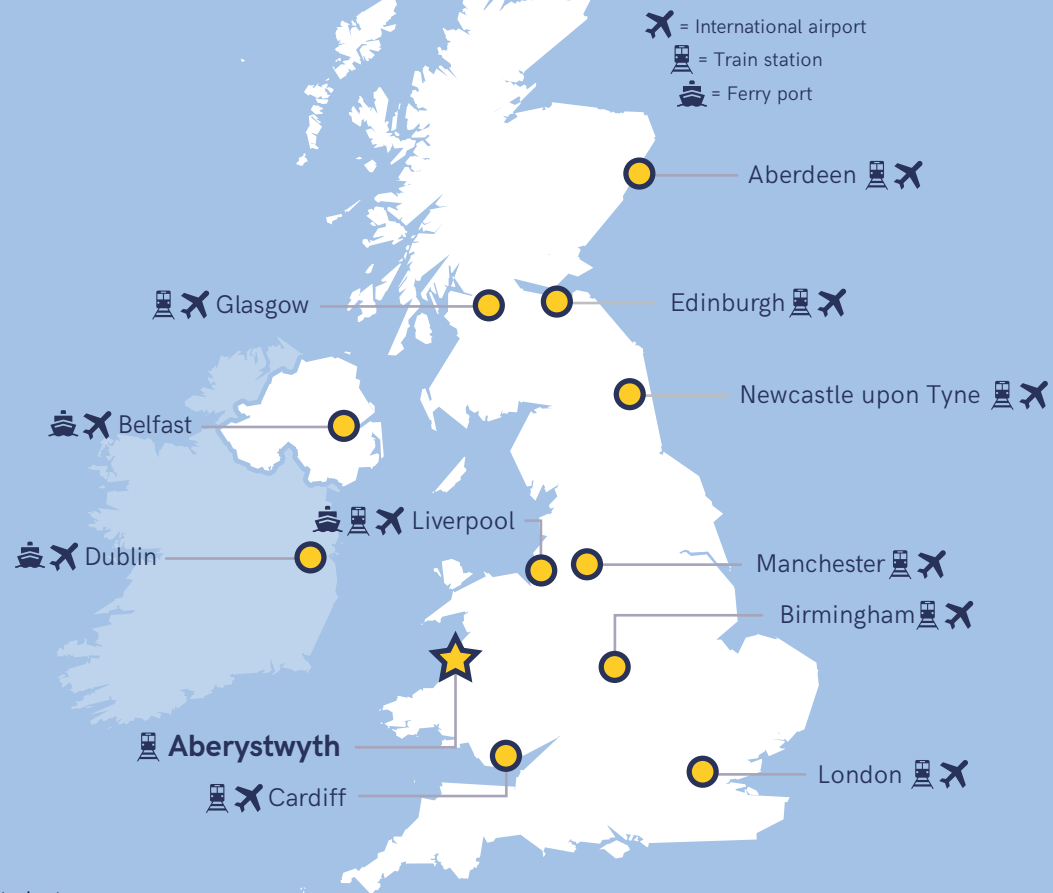 = International airport
= Train station
= Ferry port
Aberdeen
Glasgow
Edinburgh
Newcastle upon Tyne
Belfast
Liverpool
Dublin
Manchester
Birmingham
Aberystwyth
London
Cardiff